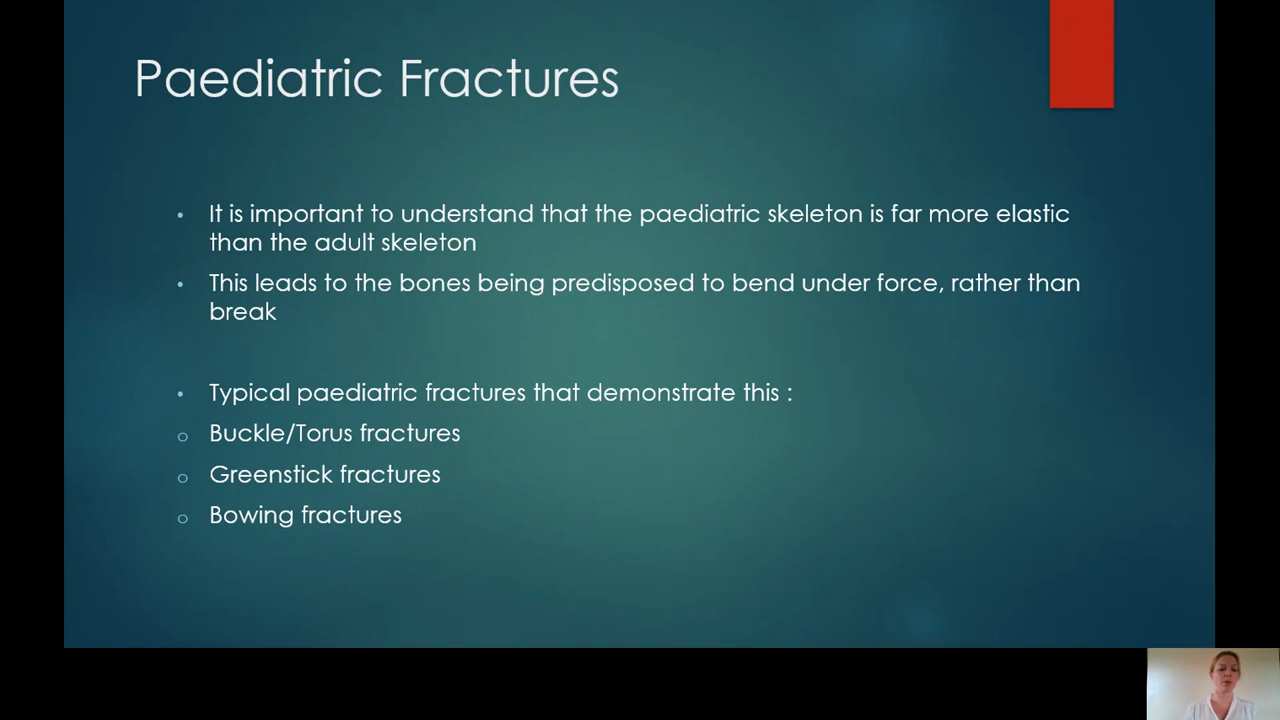 Paediatric Fractures
• It is important to understand that the paediatric skeleton is far more elastic
than the adult skeleton
• This leads to the bones being predisposed to bend under force, rather than
break
• Typical paediatric fractures that demonstrate this :
o Buckle/Torus fractures
o Greenstick fractures
o Bowing fractures